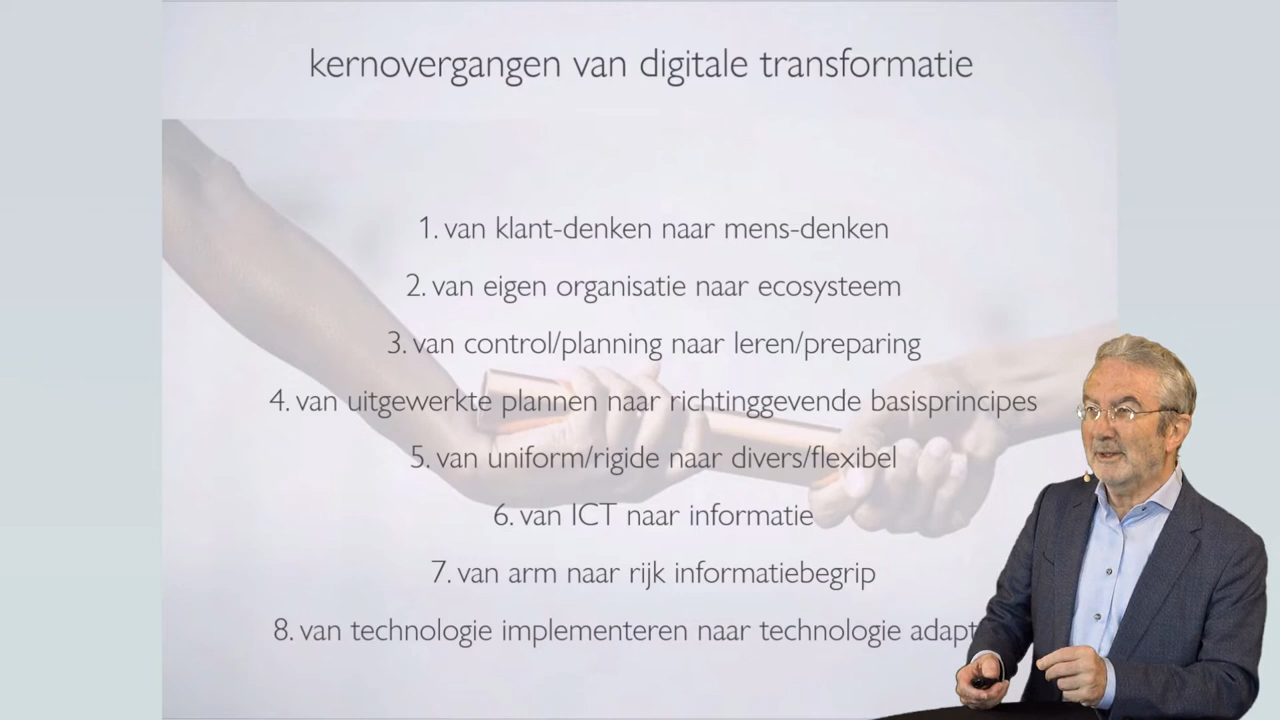 kernovergangen van digitale transformatie
1. van klant-denken naar mens-denken
2. van eigen organisatie naar ecosysteem
3. van control/planning naar leren/preparing
4. van uitgewerkte plannen naar richtinggevende basisprincipes
5. van uniform/rigide naar divers/flexibel
6. van ICT naar informatie
7. van arm naar rijk informatiebegrip
8. van technologie implementeren naar technologie